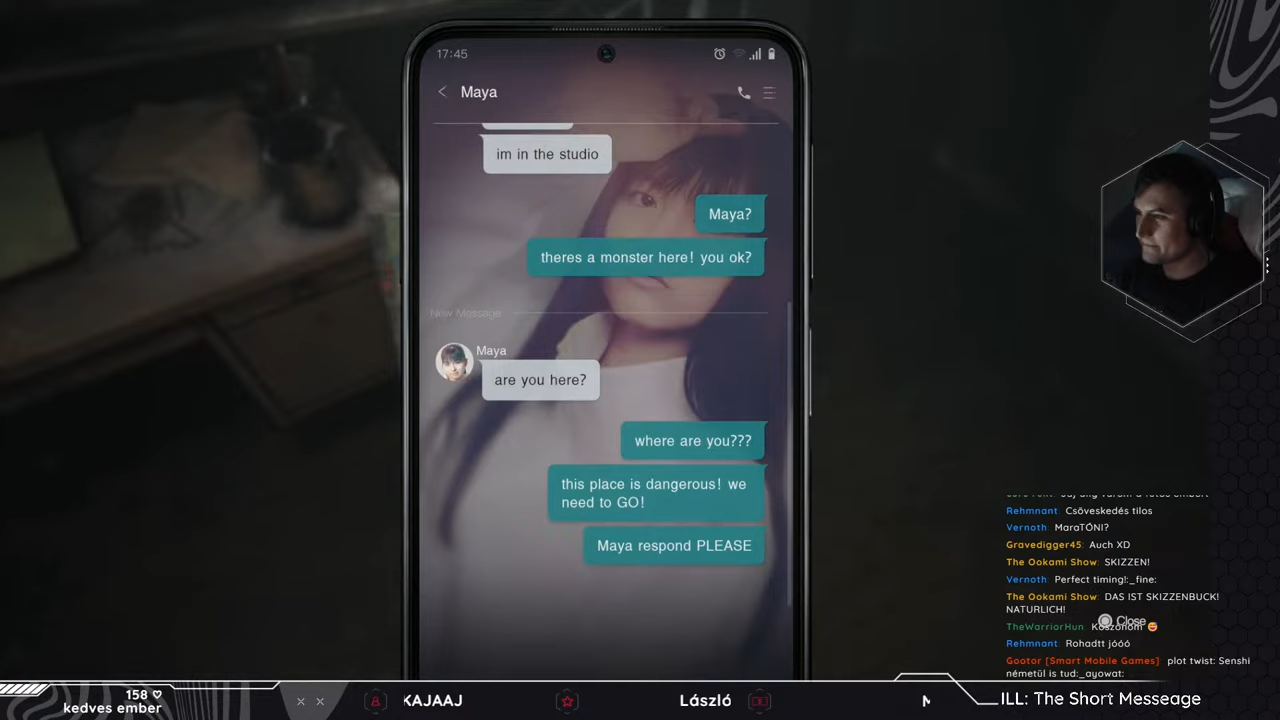 17:45
Maya
im in the studio
Maya?
theres a monster here! you ok?
New Message
Maya
are you here?
where are you???
this place is dangerous! we
need to GO!
Maya respond PLEASE
Rehmnant: Csöveskedés tilos
Vernoth: MaraTÓNI?
Gravedigger45: Auch XD
The Ookami Show: SKIZZEN!
Vernoth: Perfect timing!:_fine:
The Ookami Show: DAS IST SKIZZENBUCK!
NATURLICH!
TheWarriorHun: Köszönöm 😅
Close
Rehmnant: Rohadtt jóóó
Gootor [Smart Mobile Games] plot twist: Senshi
németül is tud:_ayowat:
158
kedves ember
KAJAAJ
László
ILL: The Short Messeage